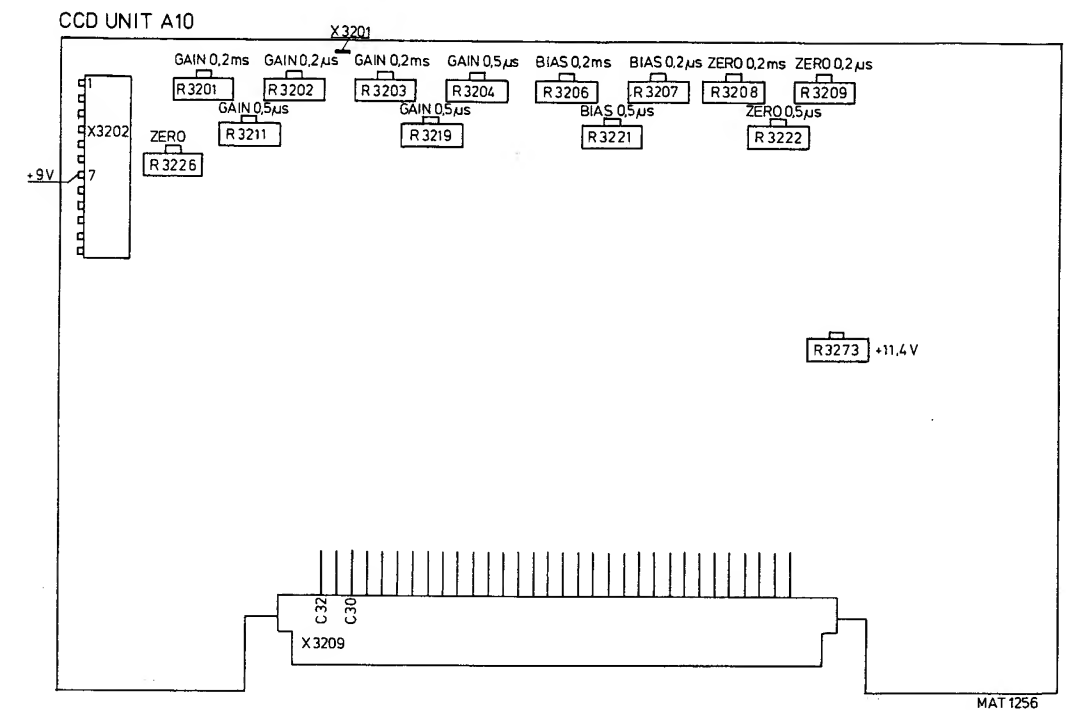 CCD UNIT A10
X3201
GAIN 0,2ms GAIN 0,2µs GAIN 0,2ms GAIN 0,5µs BIAS 0,2ms BIAS 0,2µs ZERO 0,2ms ZERO 0,2µs
R3201 R3202 R3203 R3204 R3206 R3207 R3208 R3209
GAIN 0,5µs GAIN 0,5µs BIAS 0,5µs ZERO 0,5µs
R3211 R3219 R3221 R3222
1
X3202
ZERO
R3226
+9V
7
R3273 +11,4V
C32 C30
X3209
MAT1256